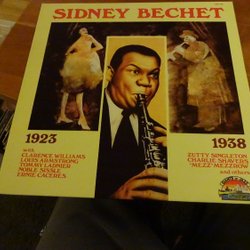 SIDNEY BECHET
1923
with
CLARENCE WILLIAMS
LOUIS ARMSTRONG
TOMMY LADNIER
NOBLE SISSLE
ERNIE CACERES
1938
ZUTTY SINGLETON
CHARLIE SHAVERS
"MEZZ" MEZZROW
and others